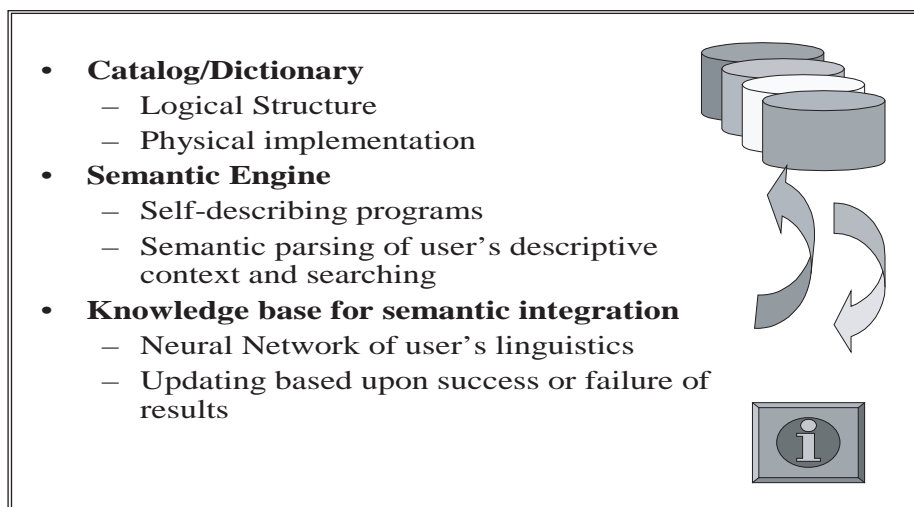 • Catalog/Dictionary
– Logical Structure
– Physical implementation
• Semantic Engine
– Self-describing programs
– Semantic parsing of user’s descriptive
context and searching
• Knowledge base for semantic integration
– Neural Network of user’s linguistics
– Updating based upon success or failure of
results
i